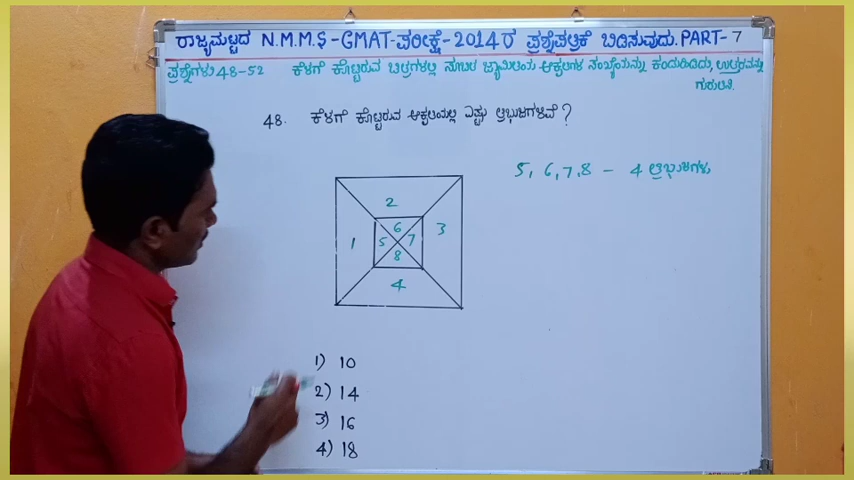 ರಾಜ್ಯಮಟ್ಟದ N.M.M.S-GMAT-ಪರೀಕ್ಷೆ-2014ರ ಪ್ರಶ್ನೆಪತ್ರಿಕೆ ಬಿಡಿಸುವುದು.PART-7
ಪ್ರಶ್ನೆಗಳು 48-52 ಕೆಳಗೆ ಕೊಟ್ಟಿರುವ ಚಿತ್ರಗಳಲ್ಲಿ ಸೂಚಿತ ಜ್ಯಾಮಿತಿಯ ಆಕೃತಿಗಳ ಸಂಖ್ಯೆಯನ್ನು ಕಂಡುಹಿಡಿದು, ಉತ್ತರವನ್ನು
ಗುರುತಿಸಿ.
48. ಕೆಳಗೆ ಕೊಟ್ಟಿರುವ ಆಕೃತಿಯಲ್ಲಿ ಎಷ್ಟು ತ್ರಿಭುಜಗಳಿವೆ?
5, 6, 7, 8 - 4 ತ್ರಿಭುಜಗಳು
2
6
1 5 7 3
8
4
1) 10
2) 14
3) 16
4) 18